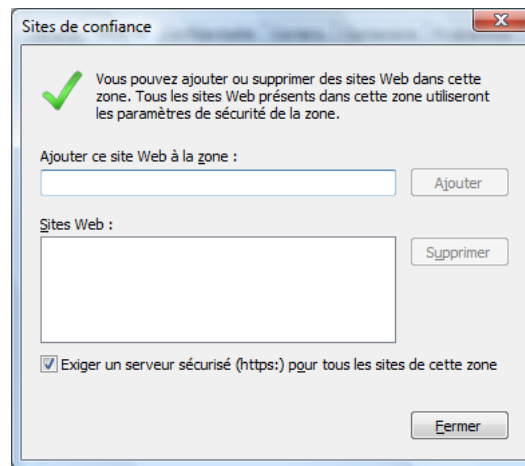 Sites de confiance
Vous pouvez ajouter ou supprimer des sites Web dans cette
zone. Tous les sites Web présents dans cette zone utiliseront
les paramètres de sécurité de la zone.
Ajouter ce site Web à la zone :
Ajouter
Sites Web :
Supprimer
Exiger un serveur sécurisé (https:) pour tous les sites de cette zone
Fermer